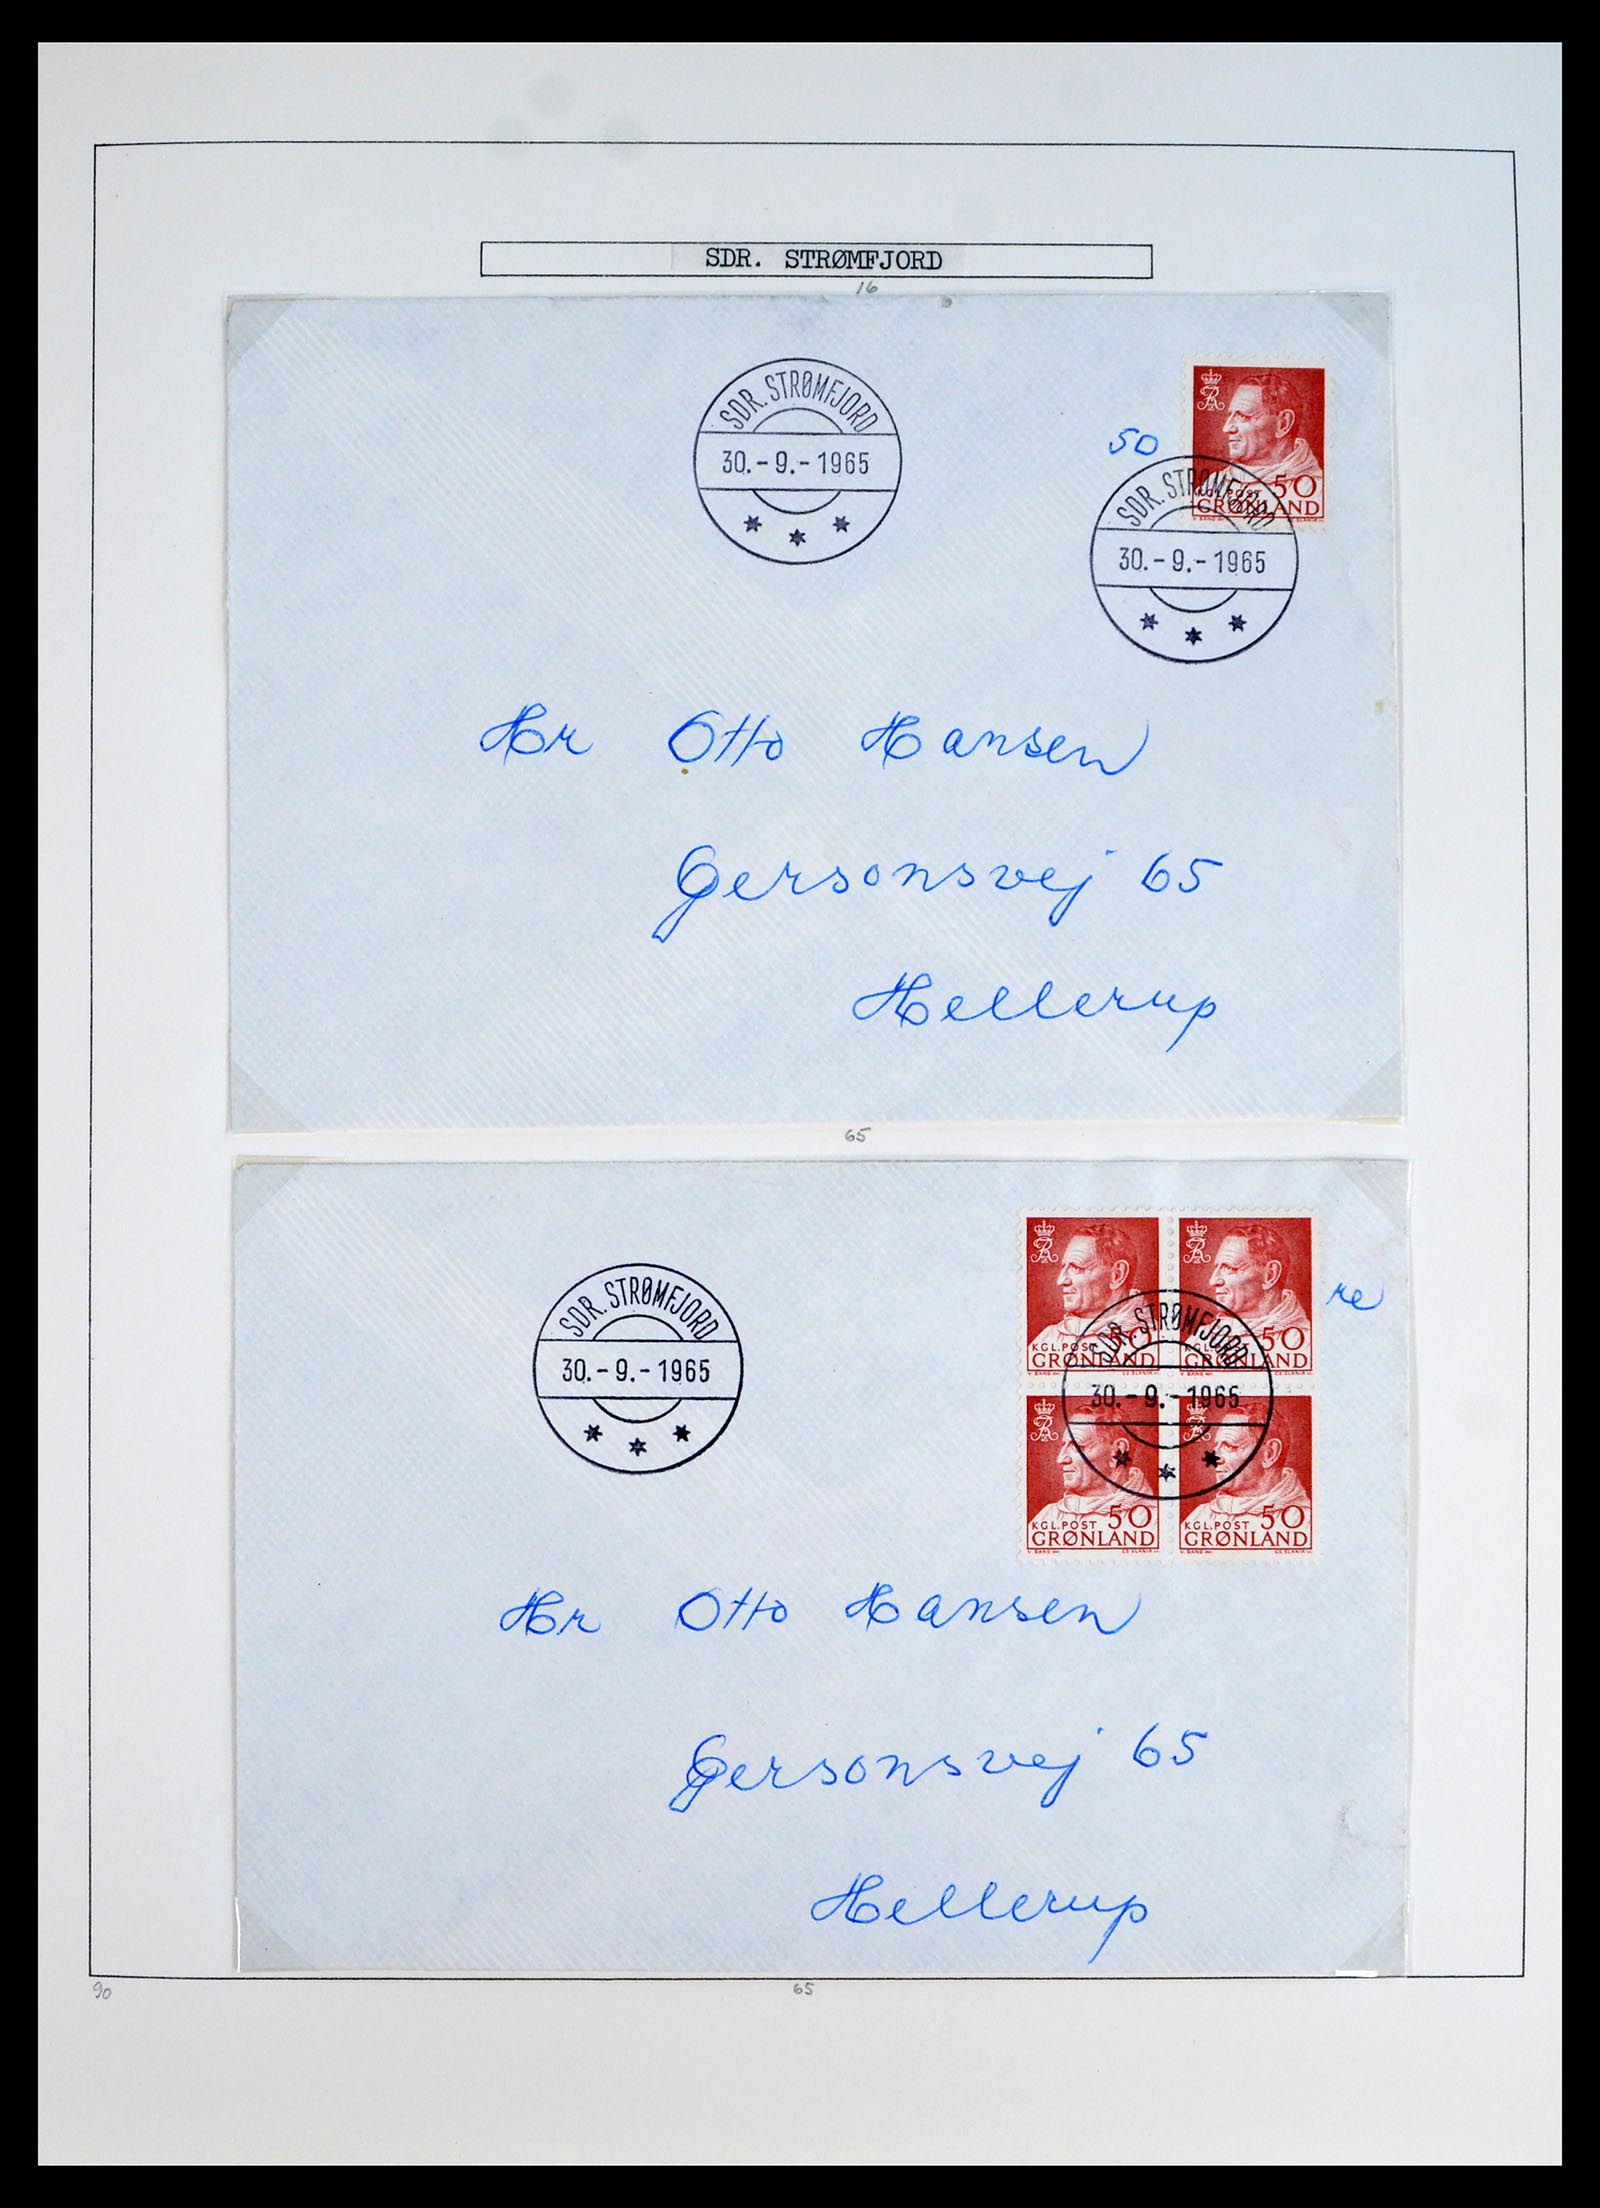 SDR. STRØMFJORD
16
SDR. STRØMFJORD
30.-9.-1965
50
50
GRØNLAND
SDR. STRØMFJORD
30.-9.-1965
Hr Otto Hansen
Gersonsvej 65
Hellerup
65
SDR. STRØMFJORD
30.-9.-1965
re
KGL.POST
GRØNLAND
50
GRØNLAND
SDR. STRØMFJORD
30.-9.-1965
KGL.POST 50
GRØNLAND
KGL.POST 50
GRØNLAND
Hr Otto Hansen
Gersonsvej 65
Hellerup
90
65